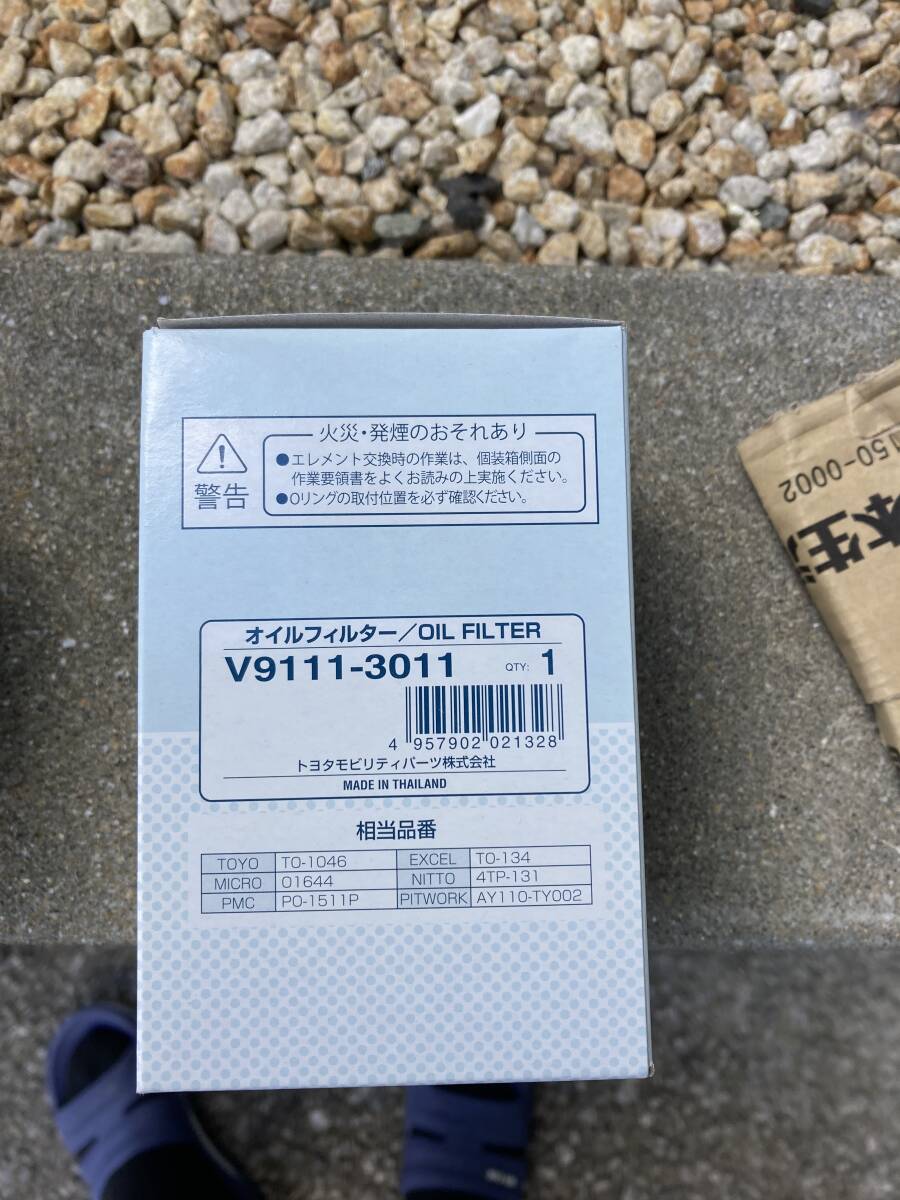 火災・発煙のおそれあり
警告
●エレメント交換時の作業は、個装箱側面の
作業要領書をよくお読みの上実施ください。
●Oリングの取付位置を必ず確認ください。
オイルフィルター/OIL FILTER
V9111-3011 QTY: 1
4 957902 021328
トヨタモビリティパーツ株式会社
MADE IN THAILAND
相当品番
TOYO TO-1046 EXCEL TO-134
MICRO 01644 NITTO 4TP-131
PMC PO-1511P PITWORK AY110-TY002
150-0002
本生